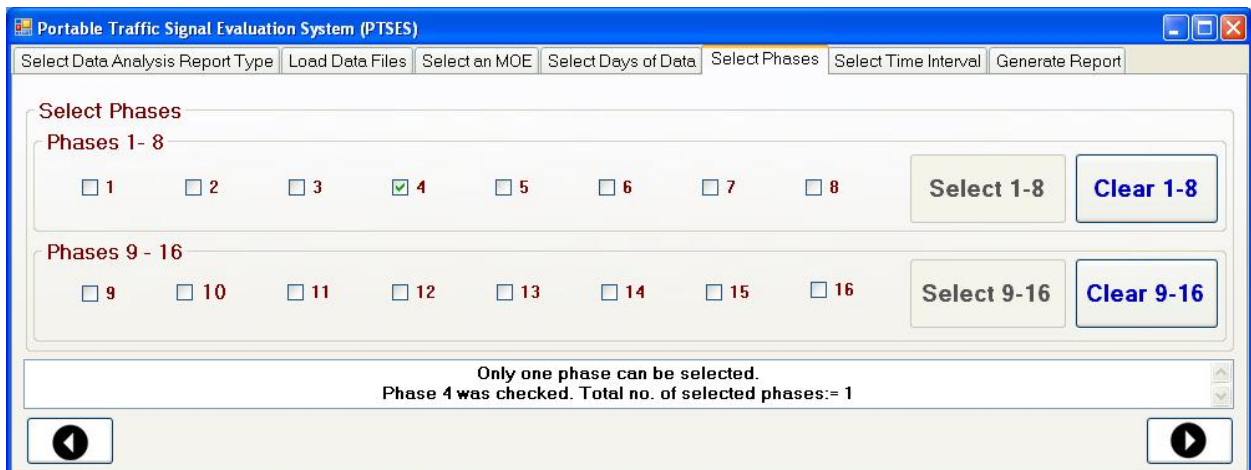 Portable Traffic Signal Evaluation System (PTSES)
Select Data Analysis Report Type Load Data Files Select an MOE Select Days of Data Select Phases Select Time Interval Generate Report
Select Phases
Phases 1- 8
1 2 3 4 5 6 7 8 Select 1-8 Clear 1-8
Phases 9 - 16
9 10 11 12 13 14 15 16 Select 9-16 Clear 9-16
Only one phase can be selected.
Phase 4 was checked. Total no. of selected phases:= 1